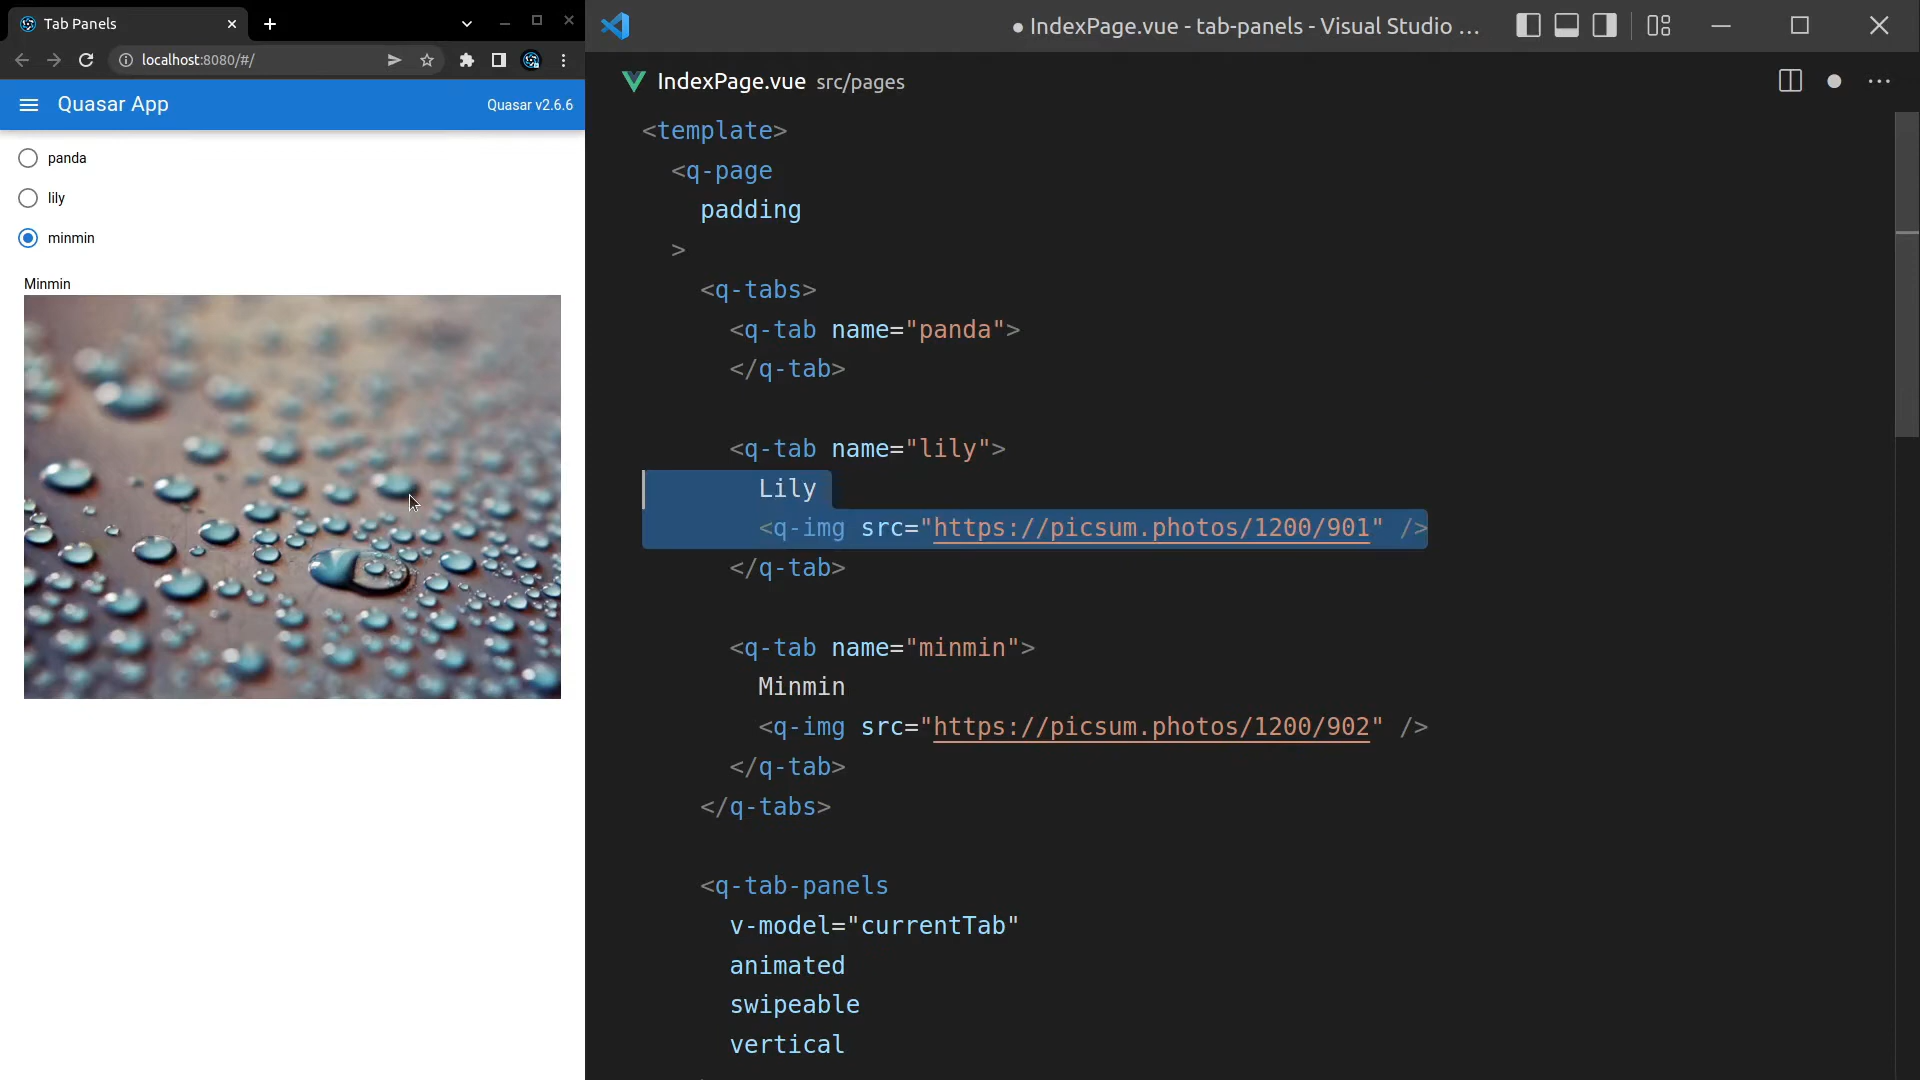 Tab Panels
localhost:8080/#/
Quasar App
Quasar v2.6.6
panda
lily
minmin
Minmin
● IndexPage.vue - tab-panels - Visual Studio ...
IndexPage.vue src/pages
<template>
<q-page
padding
>
<q-tabs>
<q-tab name="panda">
</q-tab>
<q-tab name="lily">
Lily
<q-img src="https://picsum.photos/1200/901" />
</q-tab>
<q-tab name="minmin">
Minmin
<q-img src="https://picsum.photos/1200/902" />
</q-tab>
</q-tabs>
<q-tab-panels
v-model="currentTab"
animated
swipeable
vertical